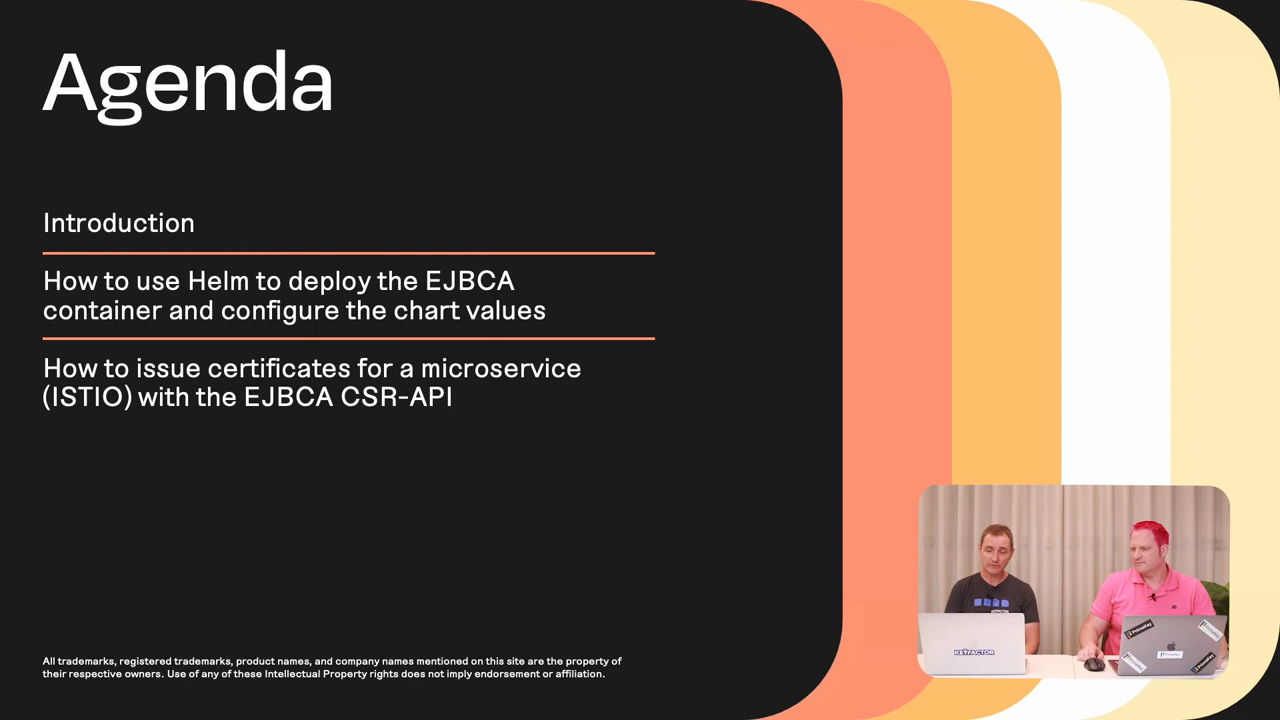 Agenda
Introduction
How to use Helm to deploy the EJBCA
container and configure the chart values
How to issue certificates for a microservice
(ISTIO) with the EJBCA CSR-API
All trademarks, registered trademarks, product names, and company names mentioned on this site are the property of
their respective owners. Use of any of these Intellectual Property rights does not imply endorsement or affiliation.
KEYFACTOR
PrimeKey